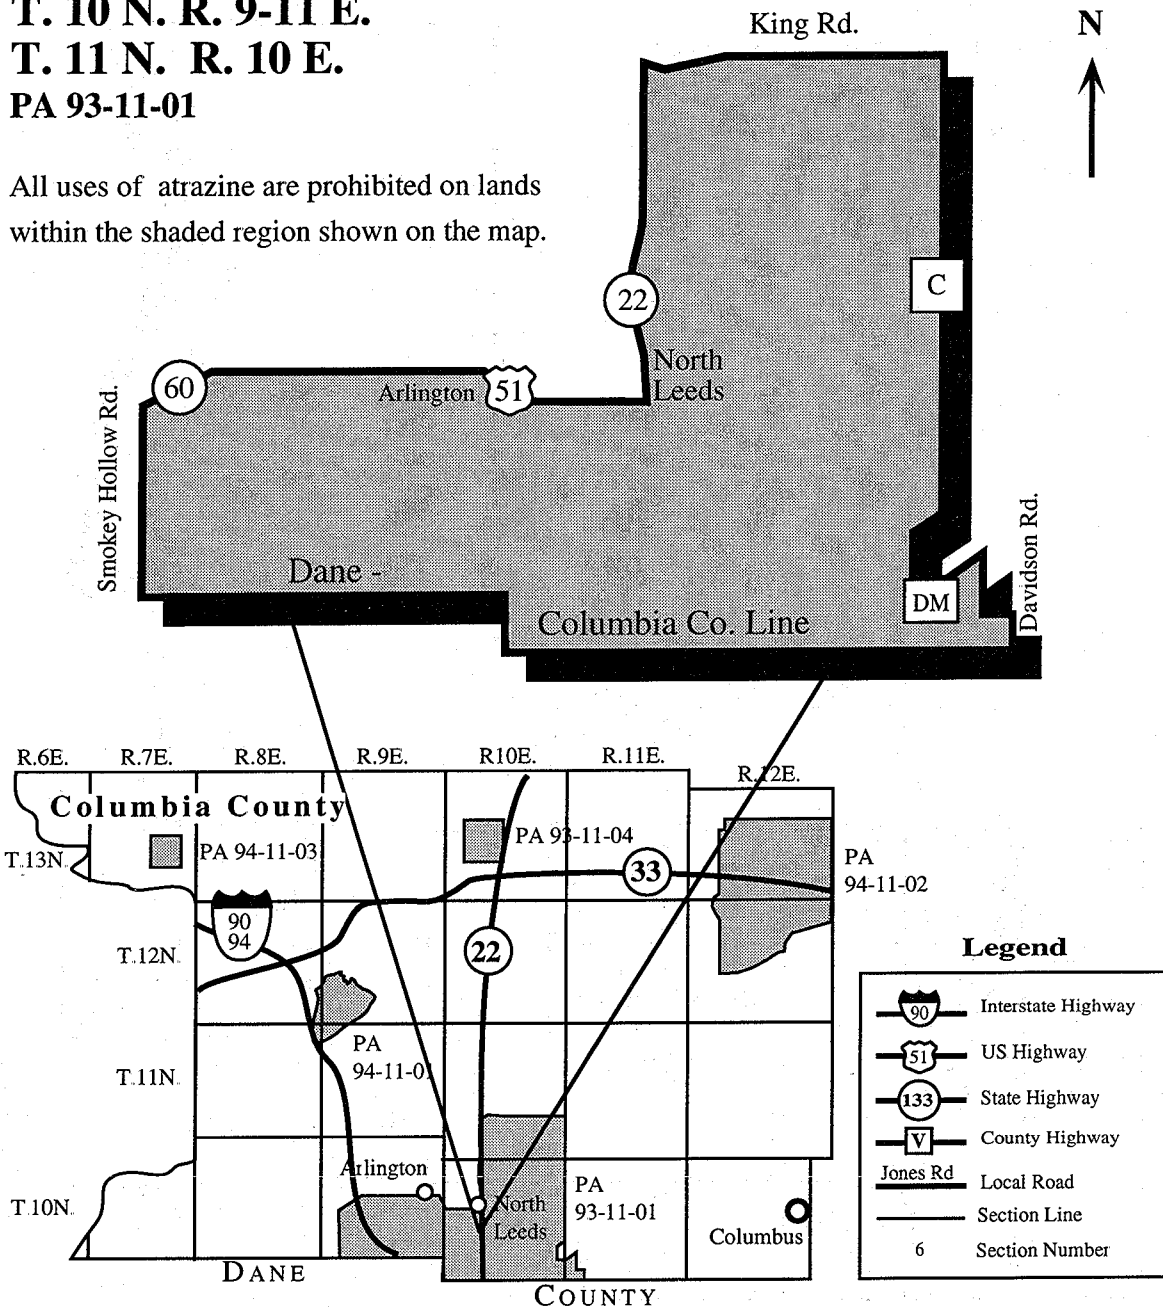 T. 10 N. R. 9-11 E.
T. 11 N. R. 10 E.
PA 93-11-01
All uses of atrazine are prohibited on lands
within the shaded region shown on the map.
King Rd.
N
C
22
North
Leeds
60
Arlington
51
Smokey Hollow Rd.
Dane -
Columbia Co. Line
DM
Davidson Rd.
R.6E.
R.7E.
R.8E.
R.9E.
R10E.
R.11E.
R.12E.
Columbia County
T.13N.
PA 94-11-03
PA 93-11-04
33
PA
94-11-02
90
94
T.12N.
22
PA
94-11-01
T.11N.
Arlington
T.10N.
North
Leeds
PA
93-11-01
Columbus
DANE
COUNTY
Legend
90 Interstate Highway
51 US Highway
133 State Highway
V County Highway
Jones Rd Local Road
Section Line
6 Section Number